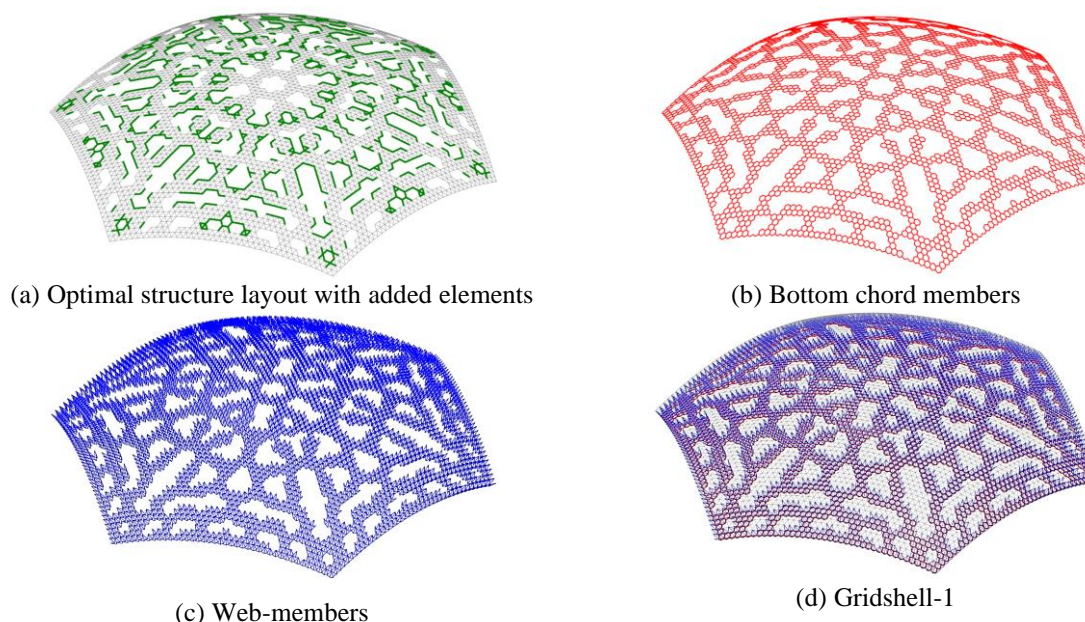 (a) Optimal structure layout with added elements
(b) Bottom chord members
(c) Web-members
(d) Gridshell-1